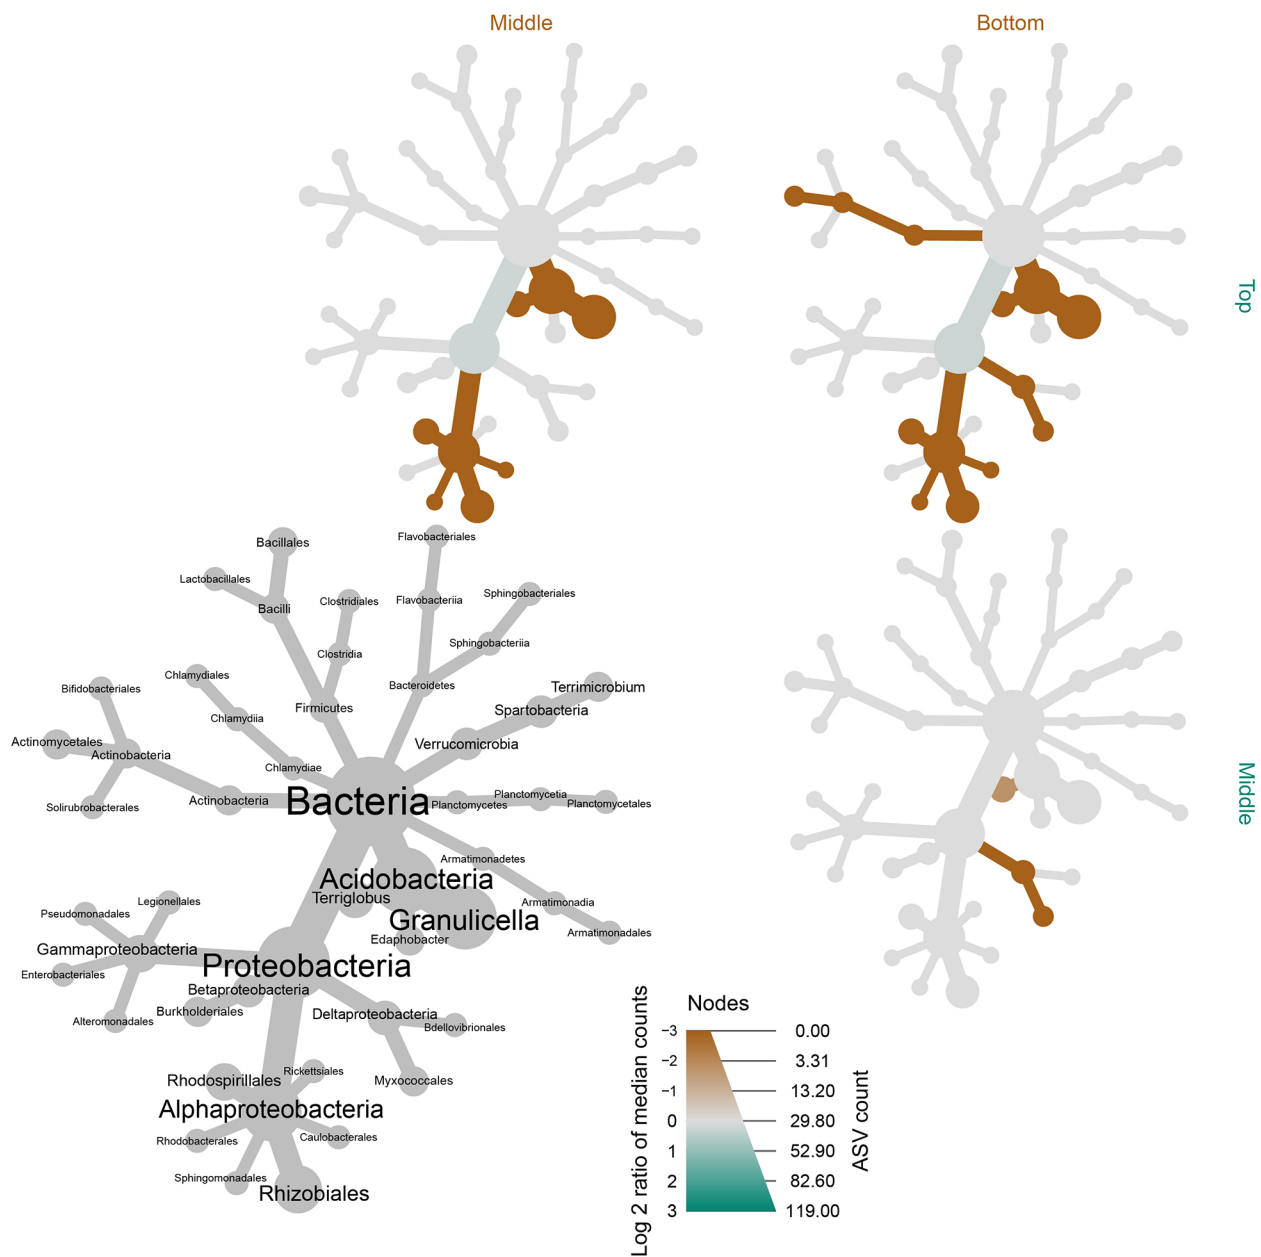 Middle
Bottom
Top
Middle
Flavobacteriales
Bacillales
Lactobacillales
Sphingobacteriales
Clostridiales
Flavobacteriia
Bacilli
Sphingobacteriia
Clostridia
Chlamydiales
Bacteroidetes
Terrimicrobium
Bifidobacteriales
Spartobacteria
Firmicutes
Chlamydiia
Actinomycetales
Verrucomicrobia
Actinobacteria
Chlamydiae
Planctomycetia
Actinobacteria
Bacteria
Planctomycetes
Planctomycetales
Solirubrobacterales
Armatimonadetes
Acidobacteria
Terriglobus
Legionellales
Armatimonadia
Pseudomonadales
Granulicella
Armatimonadales
Edaphobacter
Gammaproteobacteria
Proteobacteria
Enterobacteriales
Betaproteobacteria
Burkholderiales
Deltaproteobacteria
Alteromonadales
Bdellovibrionales
Rickettsiales
Rhodospirillales
Myxococcales
Alphaproteobacteria
Caulobacterales
Rhodobacterales
Sphingomonadales
Rhizobiales
Nodes
Log 2 ratio of median counts
ASV count
−3 0.00
−2 3.31
−1 13.20
0 29.80
1 52.90
2 82.60
3 119.00